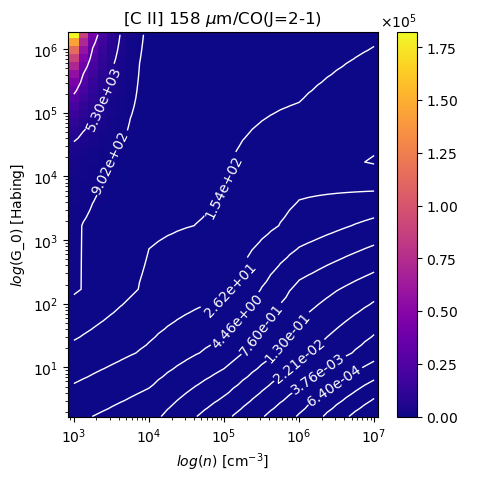 [C II] 158 μm/CO(J=2-1)
×10⁵
10⁶
10⁵
10⁴
10³
10²
10¹
log(G_0) [Habing]
5.30e+03
9.02e+02
1.54e+02
2.62e+01
4.46e+00
7.60e-01
1.30e-01
2.21e-02
3.76e-03
6.40e-04
10³ 10⁴ 10⁵ 10⁶ 10⁷
log(n) [cm⁻³]
1.75
1.50
1.25
1.00
0.75
0.50
0.25
0.00